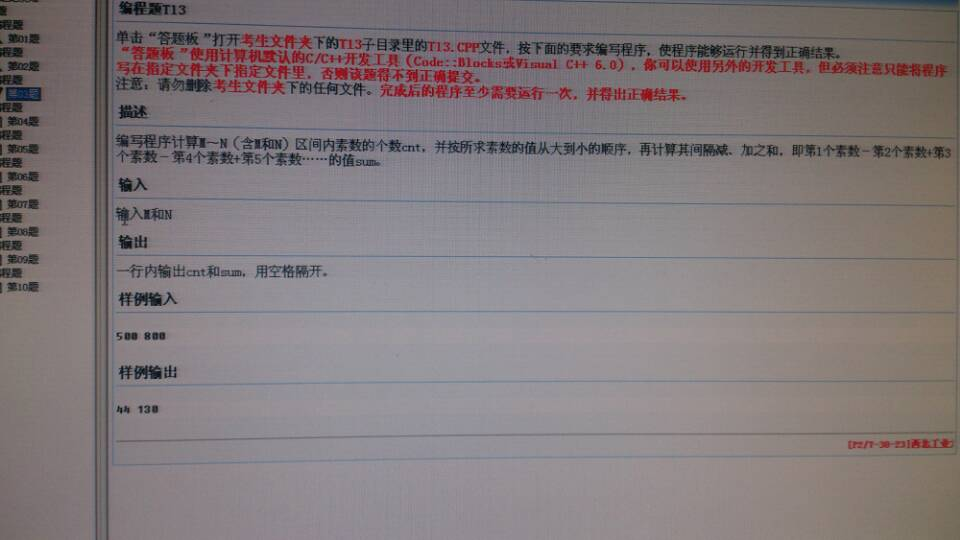 编程题T13
程题
第01题
程题
第02题
程题
第03题
程题
第04题
程题
第05题
程题
第06题
程题
第07题
程题
第08题
程题
第09题
程题
第10题
单击“答题板”打开考生文件夹下的T13子目录里的T13.CPP文件，按下面的要求编写程序，使程序能够运行并得到正确结果。
“答题板”使用计算机默认的C/C++开发工具（Code::Blocks或Visual C++ 6.0），你可以使用另外的开发工具，但必须注意只能将程序
写在指定文件夹下指定文件里，否则该题得不到正确提交。
注意：请勿删除考生文件夹下的任何文件。完成后的程序至少需要运行一次，并得出正确结果。
描述
编写程序计算M～N（含M和N）区间内素数的个数cnt，并按所求素数的值从大到小的顺序，再计算其间隔减、加之和，即第1个素数－第2个素数+第3
个素数－第4个素数+第5个素数……的值sum。
输入
输入M和N
输出
一行内输出cnt和sum，用空格隔开。
样例输入
500 800
样例输出
44 130